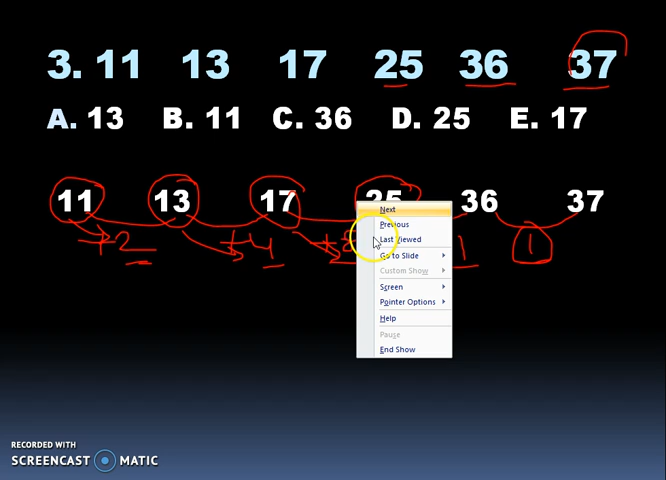 3. 11 13 17 25 36 37
A. 13 B. 11 C. 36 D. 25 E. 17
11 13 17 25 36 37
+2 +4 +8 1 1
Next
Previous
Last Viewed
Go to Slide
Custom Show
Screen
Pointer Options
Help
Pause
End Show
RECORDED WITH
SCREENCAST MATIC